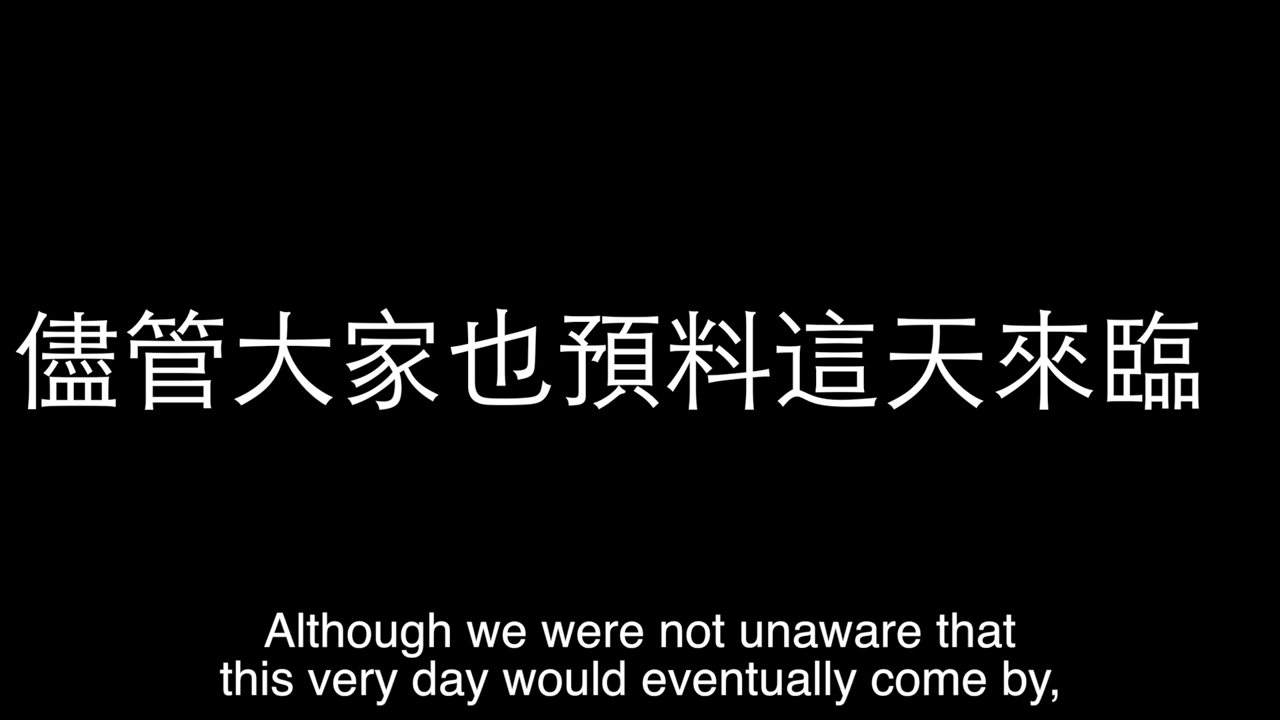 儘管大家也預料這天來臨
Although we were not unaware that
this very day would eventually come by,